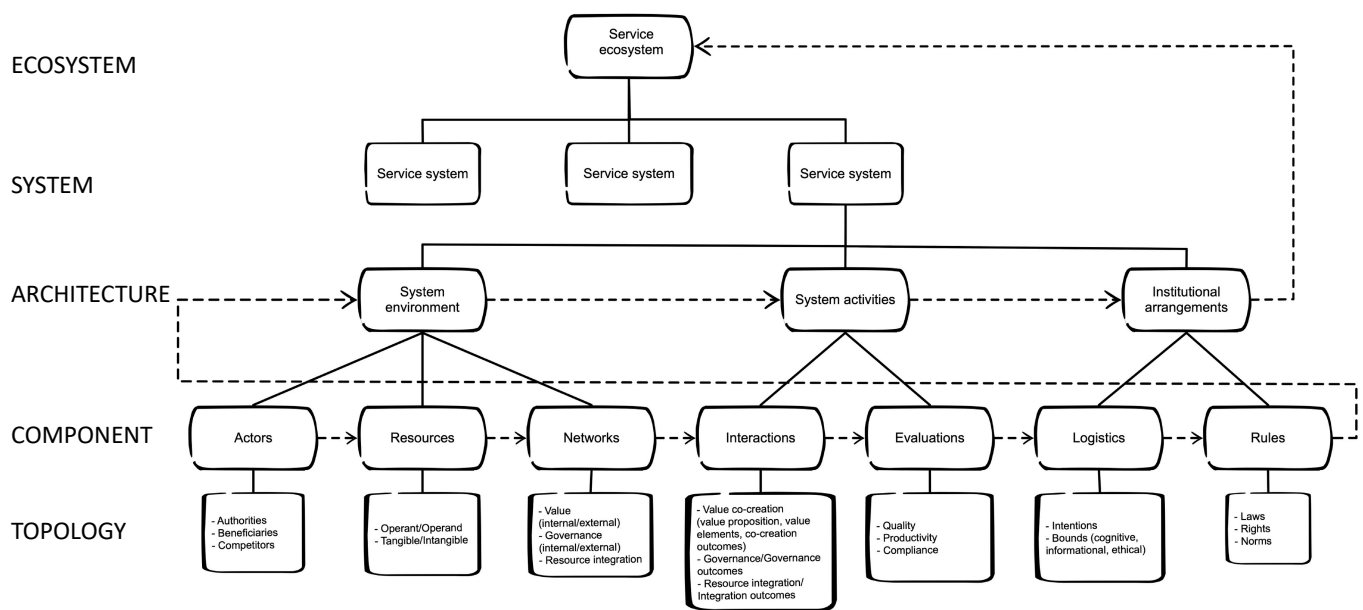 Service
ecosystem
ECOSYSTEM
SYSTEM
Service system
Service system
Service system
ARCHITECTURE
System
environment
System activities
Institutional
arrangements
COMPONENT
Actors
Resources
Networks
Interactions
Evaluations
Logistics
Rules
TOPOLOGY
- Authorities
- Beneficiaries
- Competitors
- Operant/Operand
- Tangible/Intangible
- Value
(internal/external)
- Governance
(internal/external)
- Resource integration
- Value co-creation
(value proposition, value
elements, co-creation
outcomes)
- Governance/Governance
outcomes
- Resource integration/
Integration outcomes
- Quality
- Productivity
- Compliance
- Intentions
- Bounds (cognitive,
informational, ethical)
- Laws
- Rights
- Norms